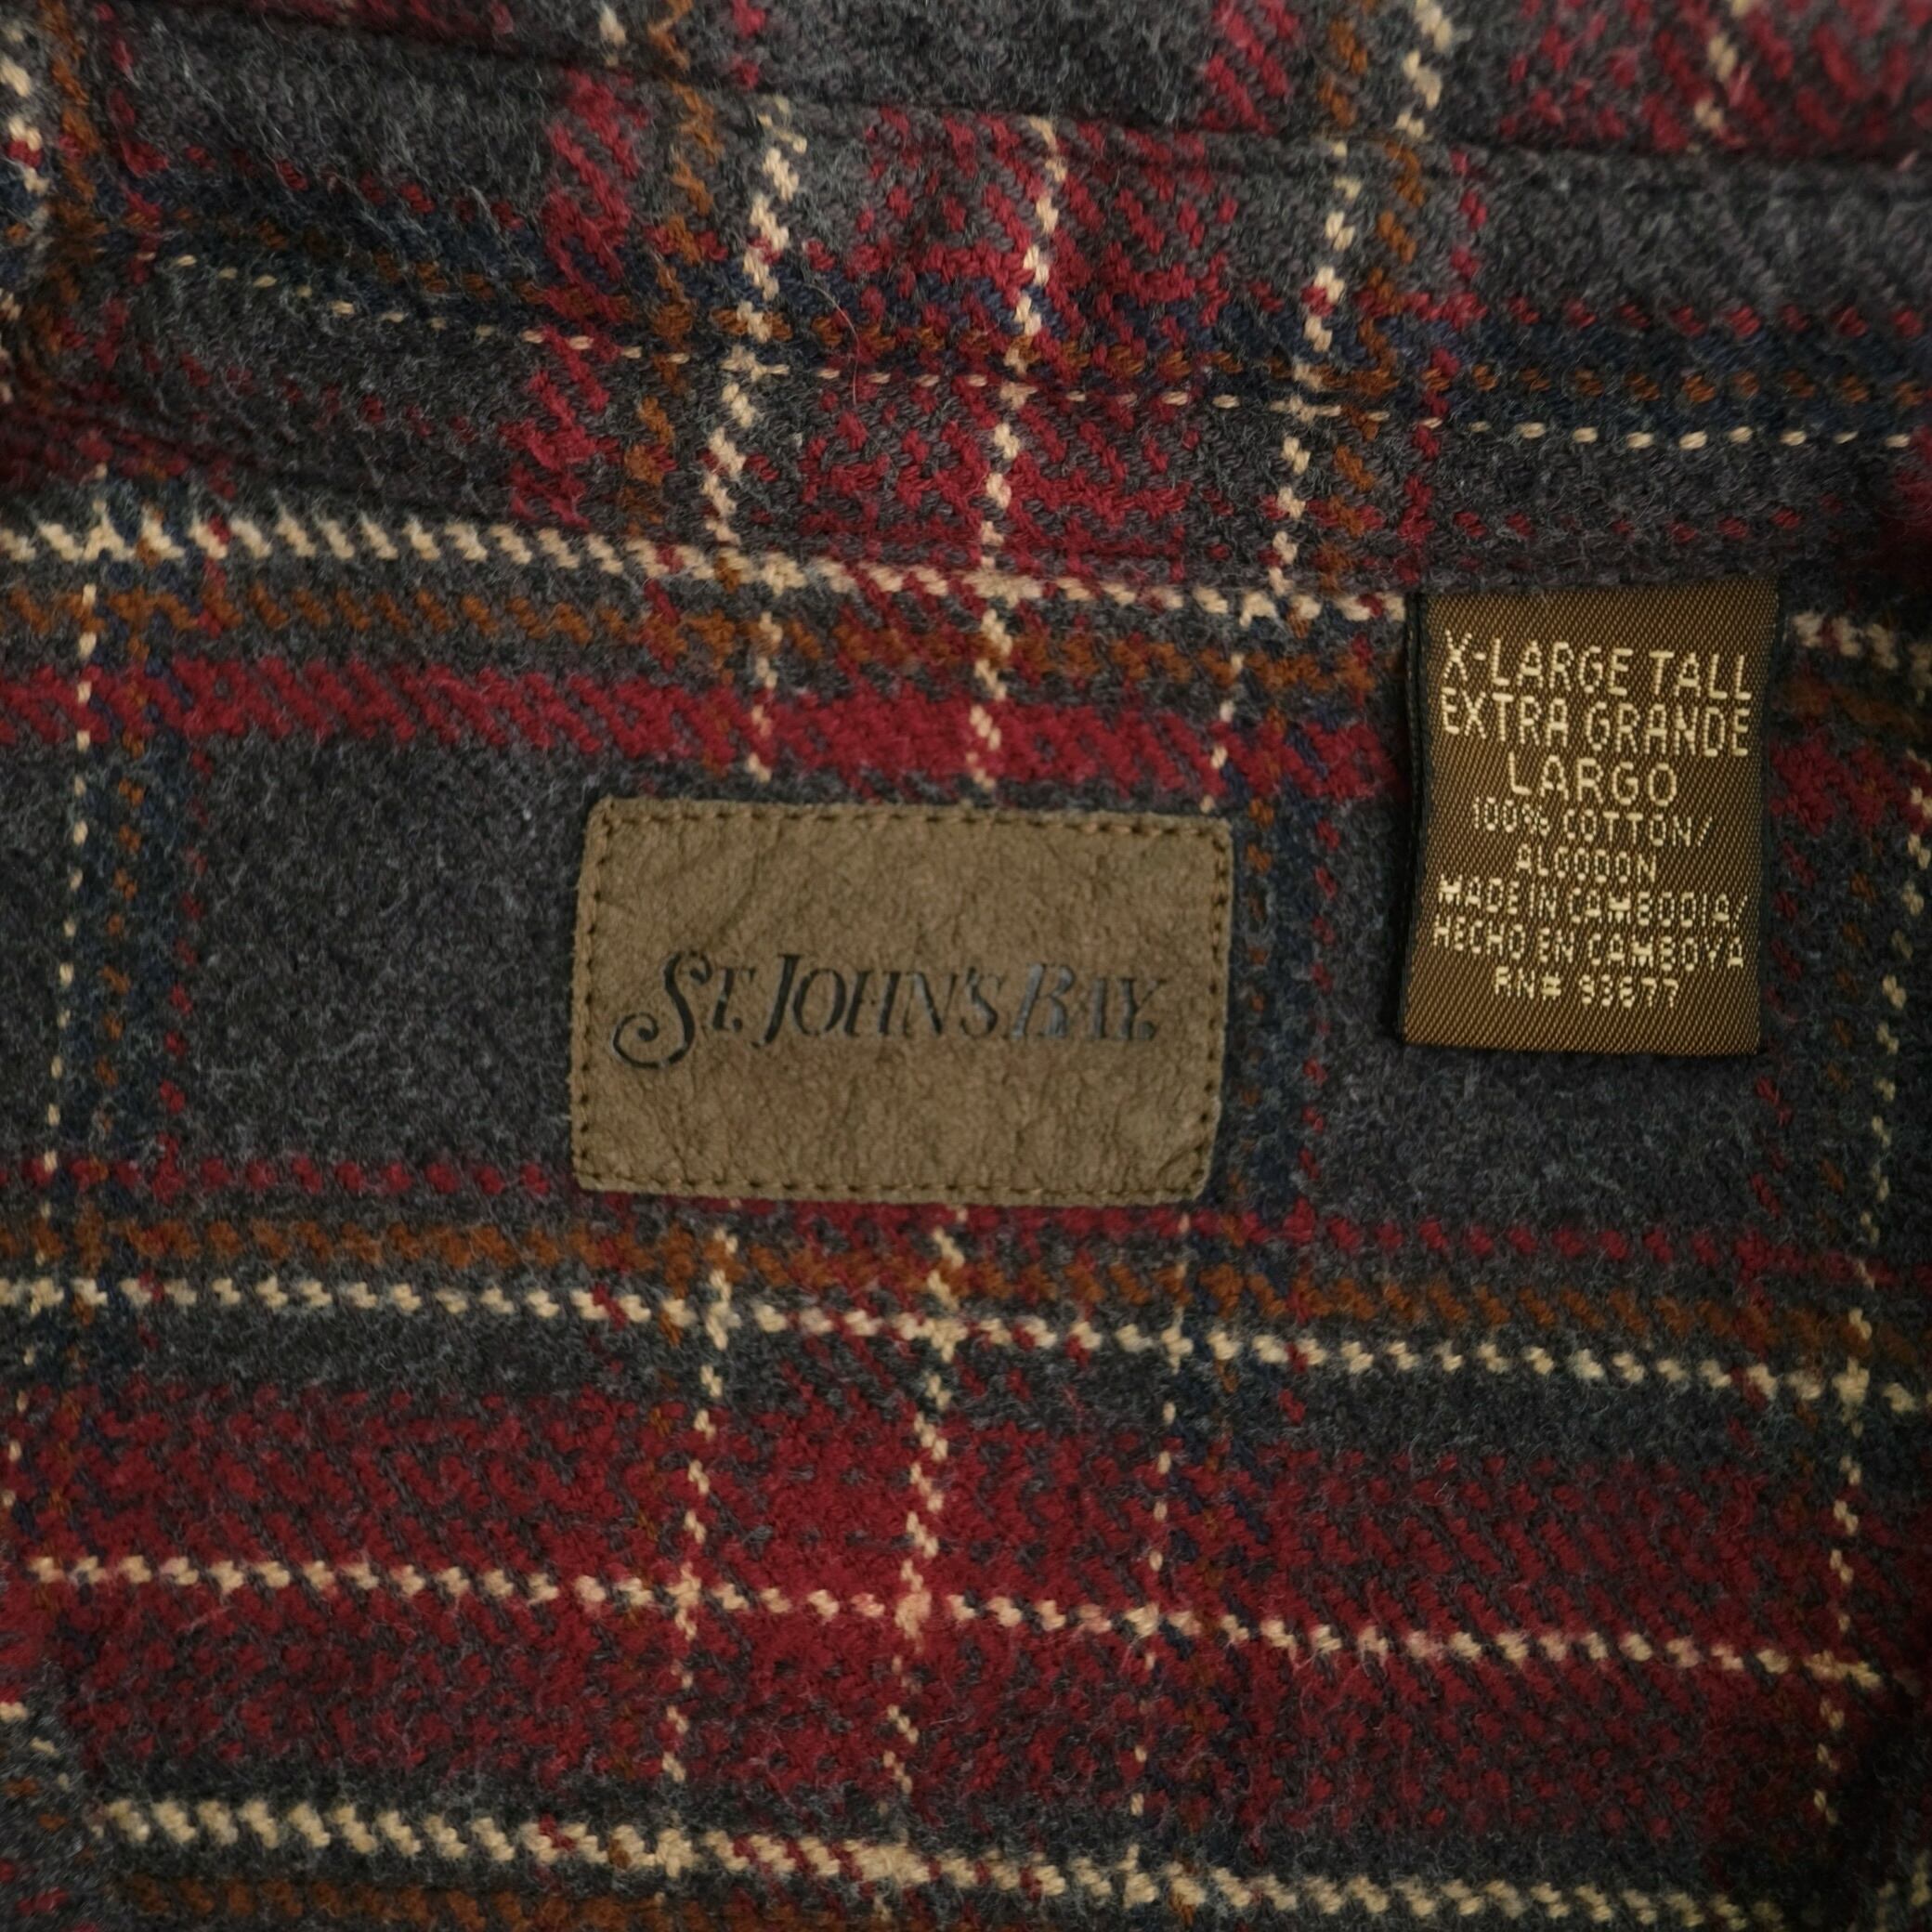 ST. JOHN'S BAY
X-LARGE TALL
EXTRA GRANDE
LARGO
100% COTTON/
ALGODON
MADE IN CAMBODIA/
HECHO EN CAMBOYA
RN# 93677